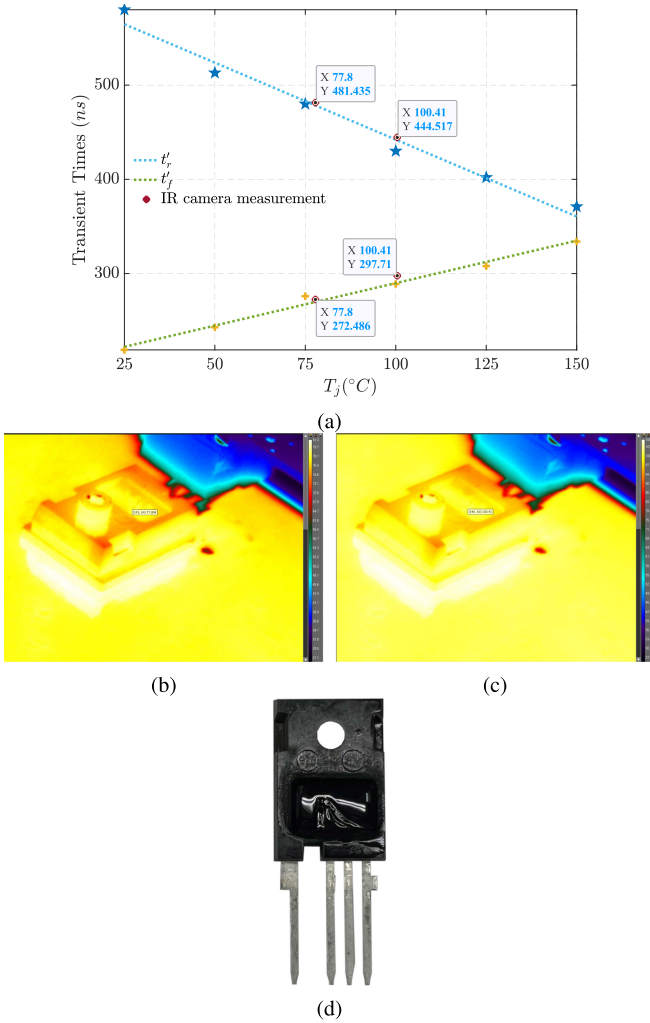 500
400
300
Transient Times (ns)
X 77.8
Y 481.435
X 100.41
Y 444.517
t′r
t′f
IR camera measurement
X 100.41
Y 297.71
X 77.8
Y 272.486
25 50 75 100 125 150
Tj(°C)
(a)
(b) (c)
(d)